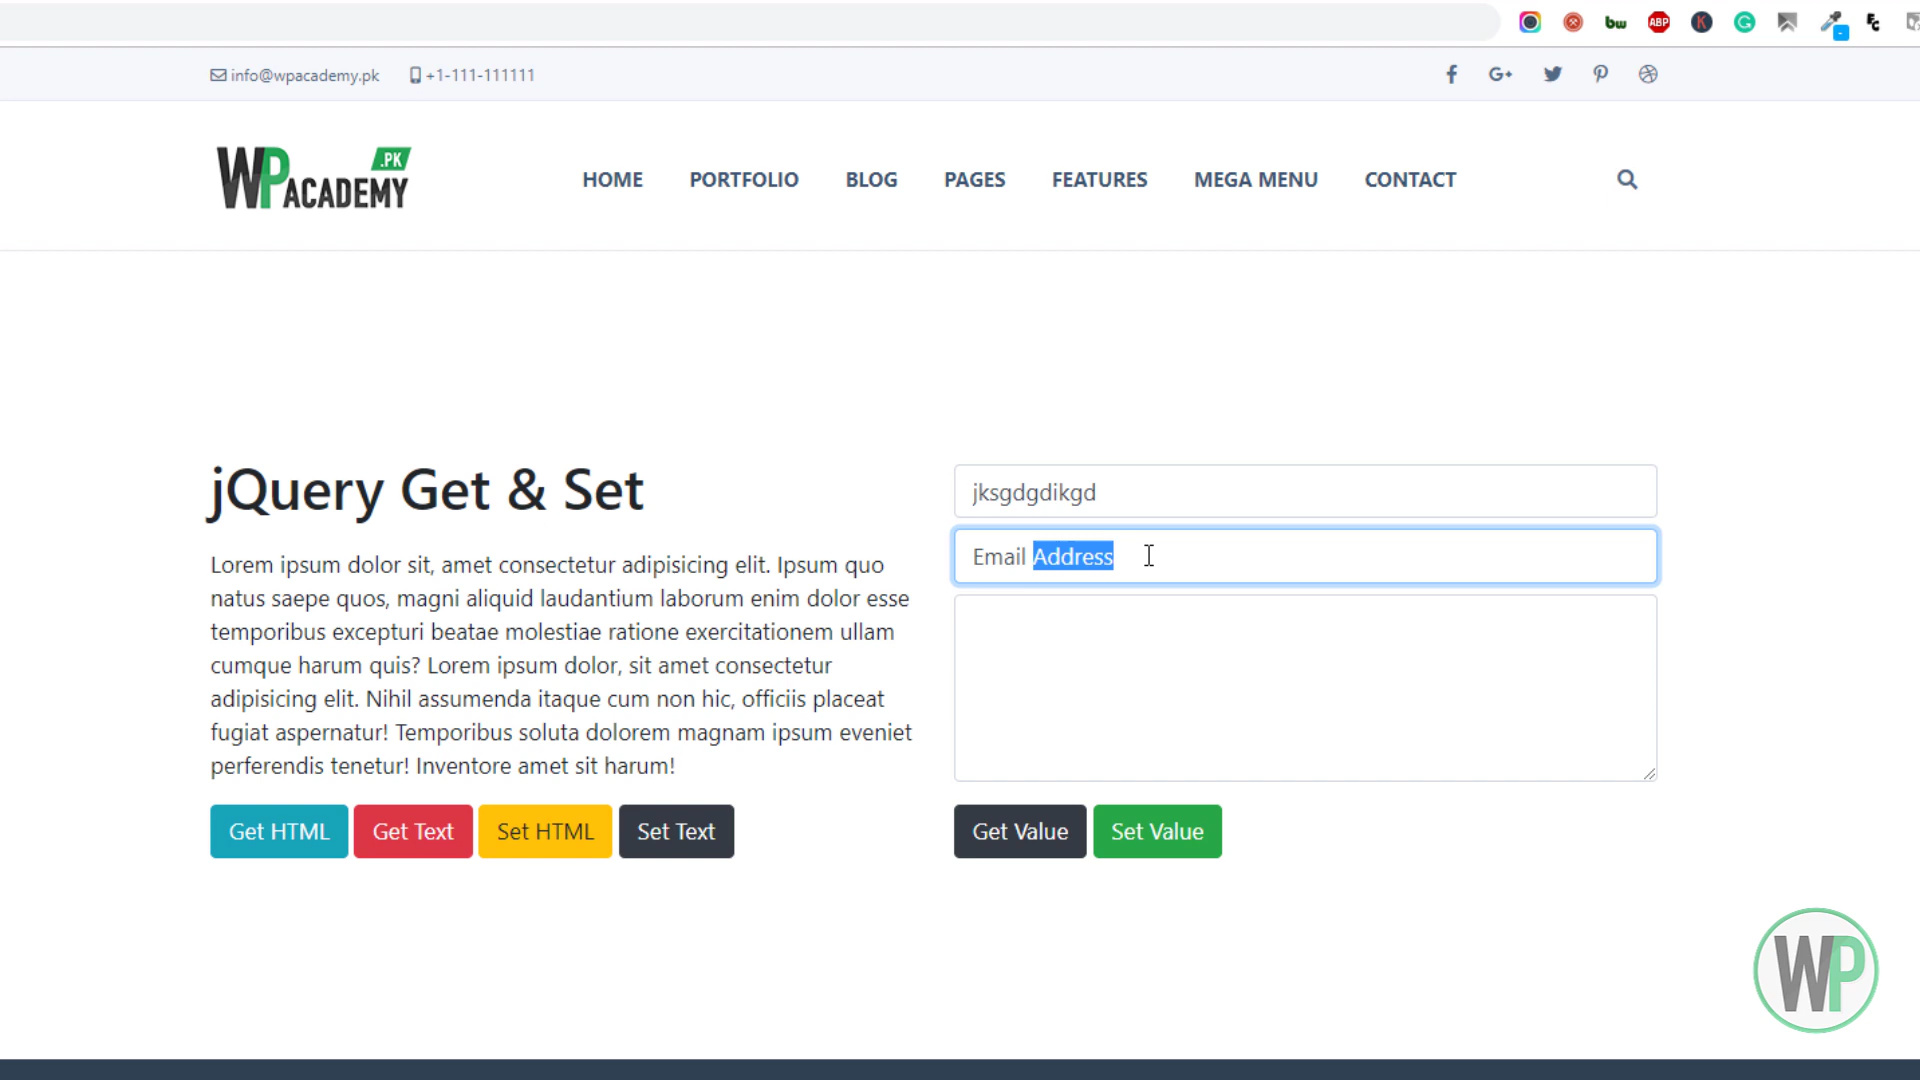 bw
ABP
K
G
info@wpacademy.pk
+1-111-111111
WPACADEMY
.PK
HOME
PORTFOLIO
BLOG
PAGES
FEATURES
MEGA MENU
CONTACT
jQuery Get & Set
Lorem ipsum dolor sit, amet consectetur adipisicing elit. Ipsum quo
natus saepe quos, magni aliquid laudantium laborum enim dolor esse
temporibus excepturi beatae molestiae ratione exercitationem ullam
cumque harum quis? Lorem ipsum dolor, sit amet consectetur
adipisicing elit. Nihil assumenda itaque cum non hic, officiis placeat
fugiat aspernatur! Temporibus soluta dolorem magnam ipsum eveniet
perferendis tenetur! Inventore amet sit harum!
Get HTML
Get Text
Set HTML
Set Text
jksgdgdikgd
Email Address
Get Value
Set Value
WP